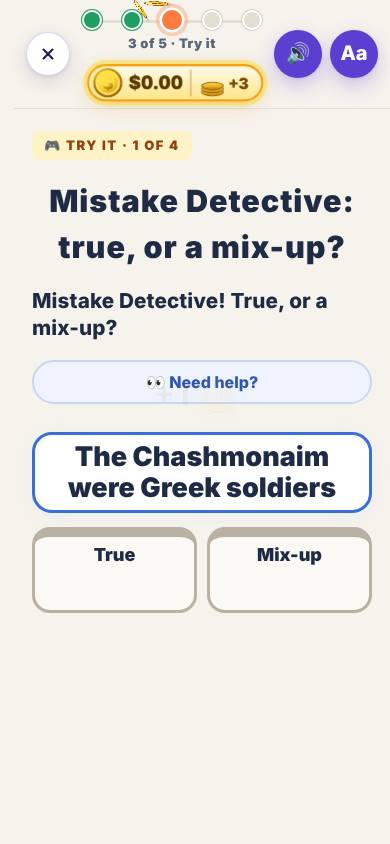 3 of 5 · Try it
×
$0.00
+3
🔊
Aa
🎮 TRY IT · 1 OF 4
Mistake Detective:
true, or a mix-up?
Mistake Detective! True, or a
mix-up?
👀 Need help?
The Chashmonaim
were Greek soldiers
True
Mix-up